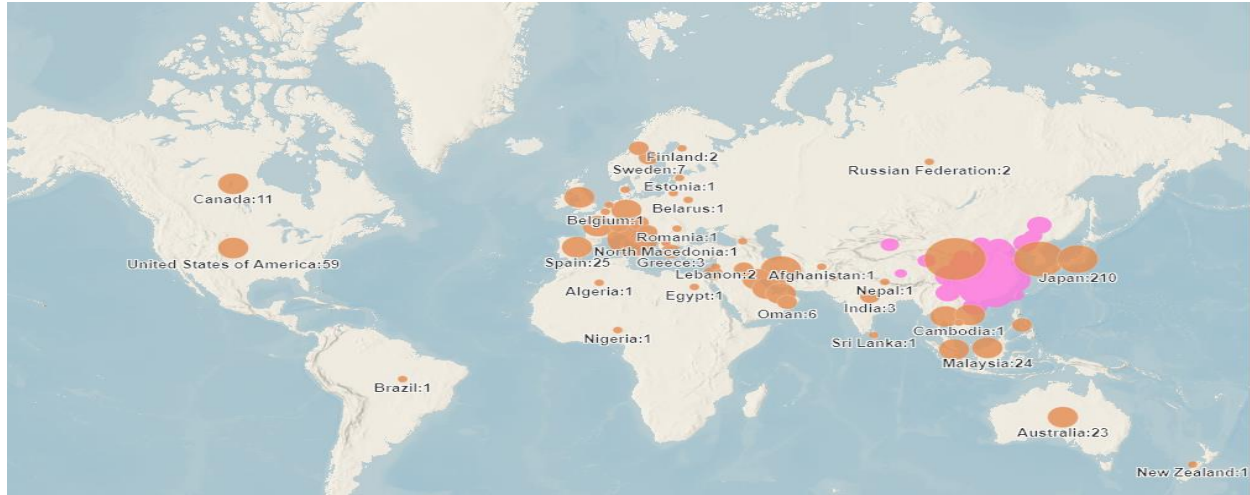 Finland:2
Sweden:7
Russian Federation:2
Estonia:1
Canada:11
Belarus:1
Belgium:1
Romania:1
North Macedonia:1
United States of America:59
Spain:25
Greece:3
Lebanon:2
Afghanistan:1
Japan:210
Algeria:1
Egypt:1
Nepal:1
India:3
Oman:6
Cambodia:1
Nigeria:1
Sri Lanka:1
Malaysia:24
Brazil:1
Australia:23
New Zealand:1